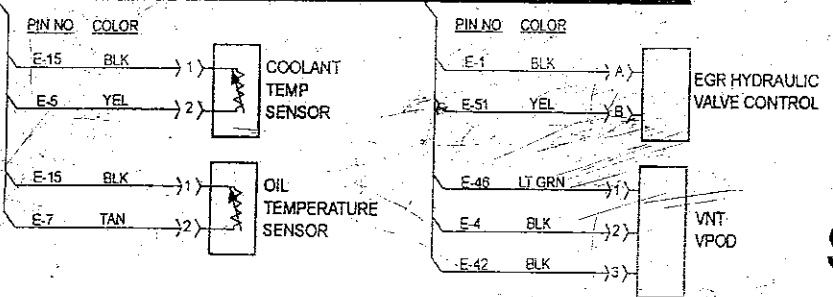 PIN NO COLOR
E-15 BLK 1
E-5 YEL 2
COOLANT
TEMP
SENSOR
E-15 BLK 1
E-7 TAN 2
OIL
TEMPERATURE
SENSOR
PIN NO COLOR
E-1 BLK A
E-51 YEL B
EGR HYDRAULIC
VALVE CONTROL
E-46 LT GRN 1
E-4 BLK 2
E-42 BLK 3
VNT
VPOD